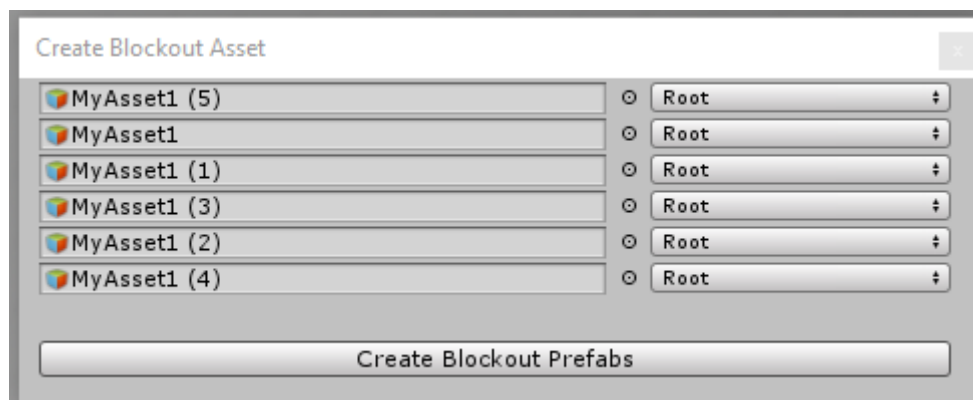 Create Blockout Asset
x
MyAsset1 (5) Root
MyAsset1 Root
MyAsset1 (1) Root
MyAsset1 (3) Root
MyAsset1 (2) Root
MyAsset1 (4) Root
Create Blockout Prefabs